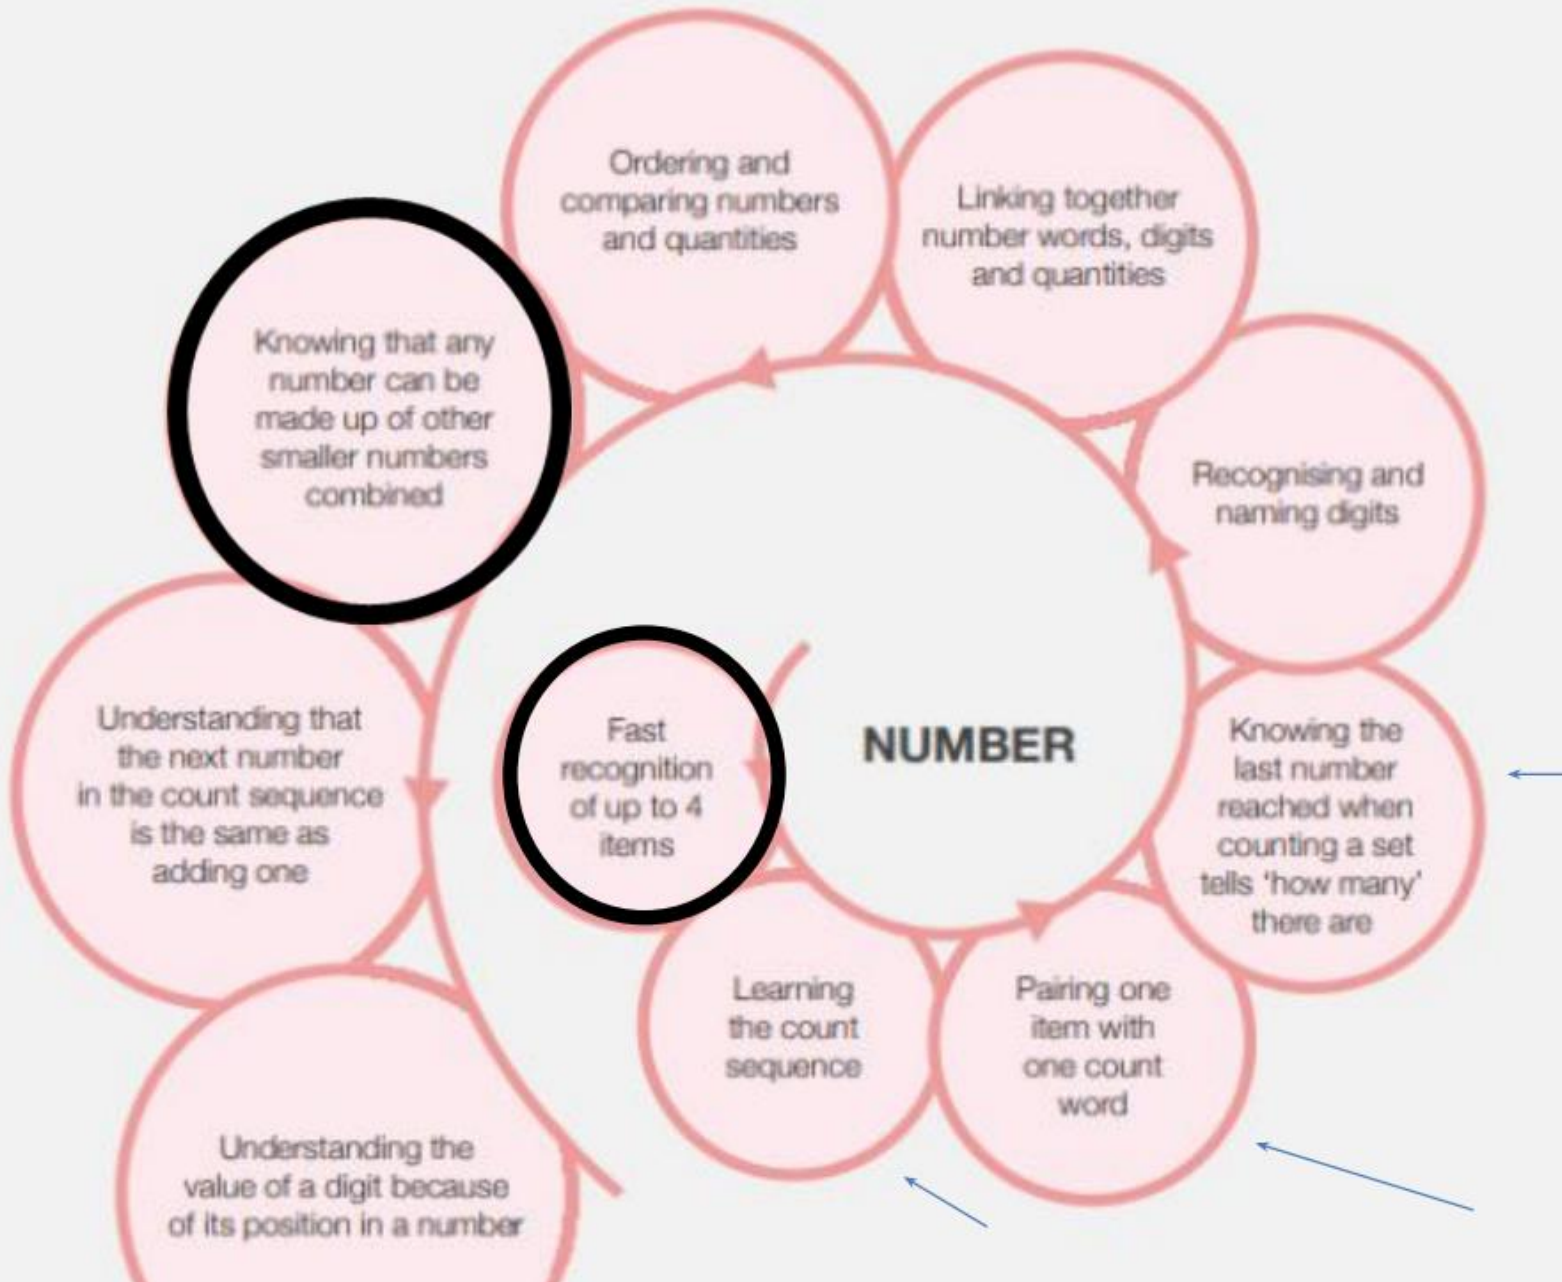 NUMBER
Fast
recognition
of up to 4
items
Learning
the count
sequence
Pairing one
item with
one count
word
Knowing the
last number
reached when
counting a set
tells ‘how many’
there are
Recognising and
naming digits
Linking together
number words, digits
and quantities
Ordering and
comparing numbers
and quantities
Knowing that any
number can be
made up of other
smaller numbers
combined
Understanding that
the next number
in the count sequence
is the same as
adding one
Understanding the
value of a digit because
of its position in a number